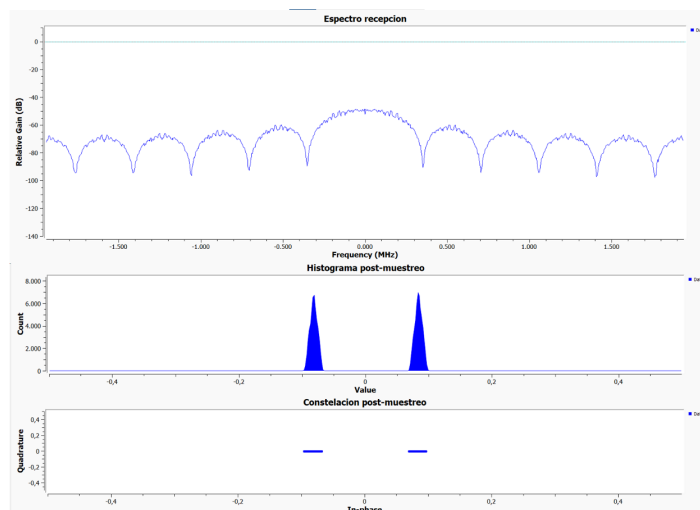 Espectro recepcion
0
-20
-40
-60
-80
-100
-120
-140
Relative Gain (dB)
-1.500
-1.000
-0.500
0.000
0.500
1.000
1.500
Frequency (MHz)
Da
Histograma post-muestreo
8.000
6.000
4.000
2.000
0
Count
-0,4
-0,2
0
0,2
0,4
Value
Da
Constelacion post-muestreo
0,4
0,2
0
-0,2
-0,4
Quadrature
-0,4
-0,2
0
0,2
0,4
In-phase
Da